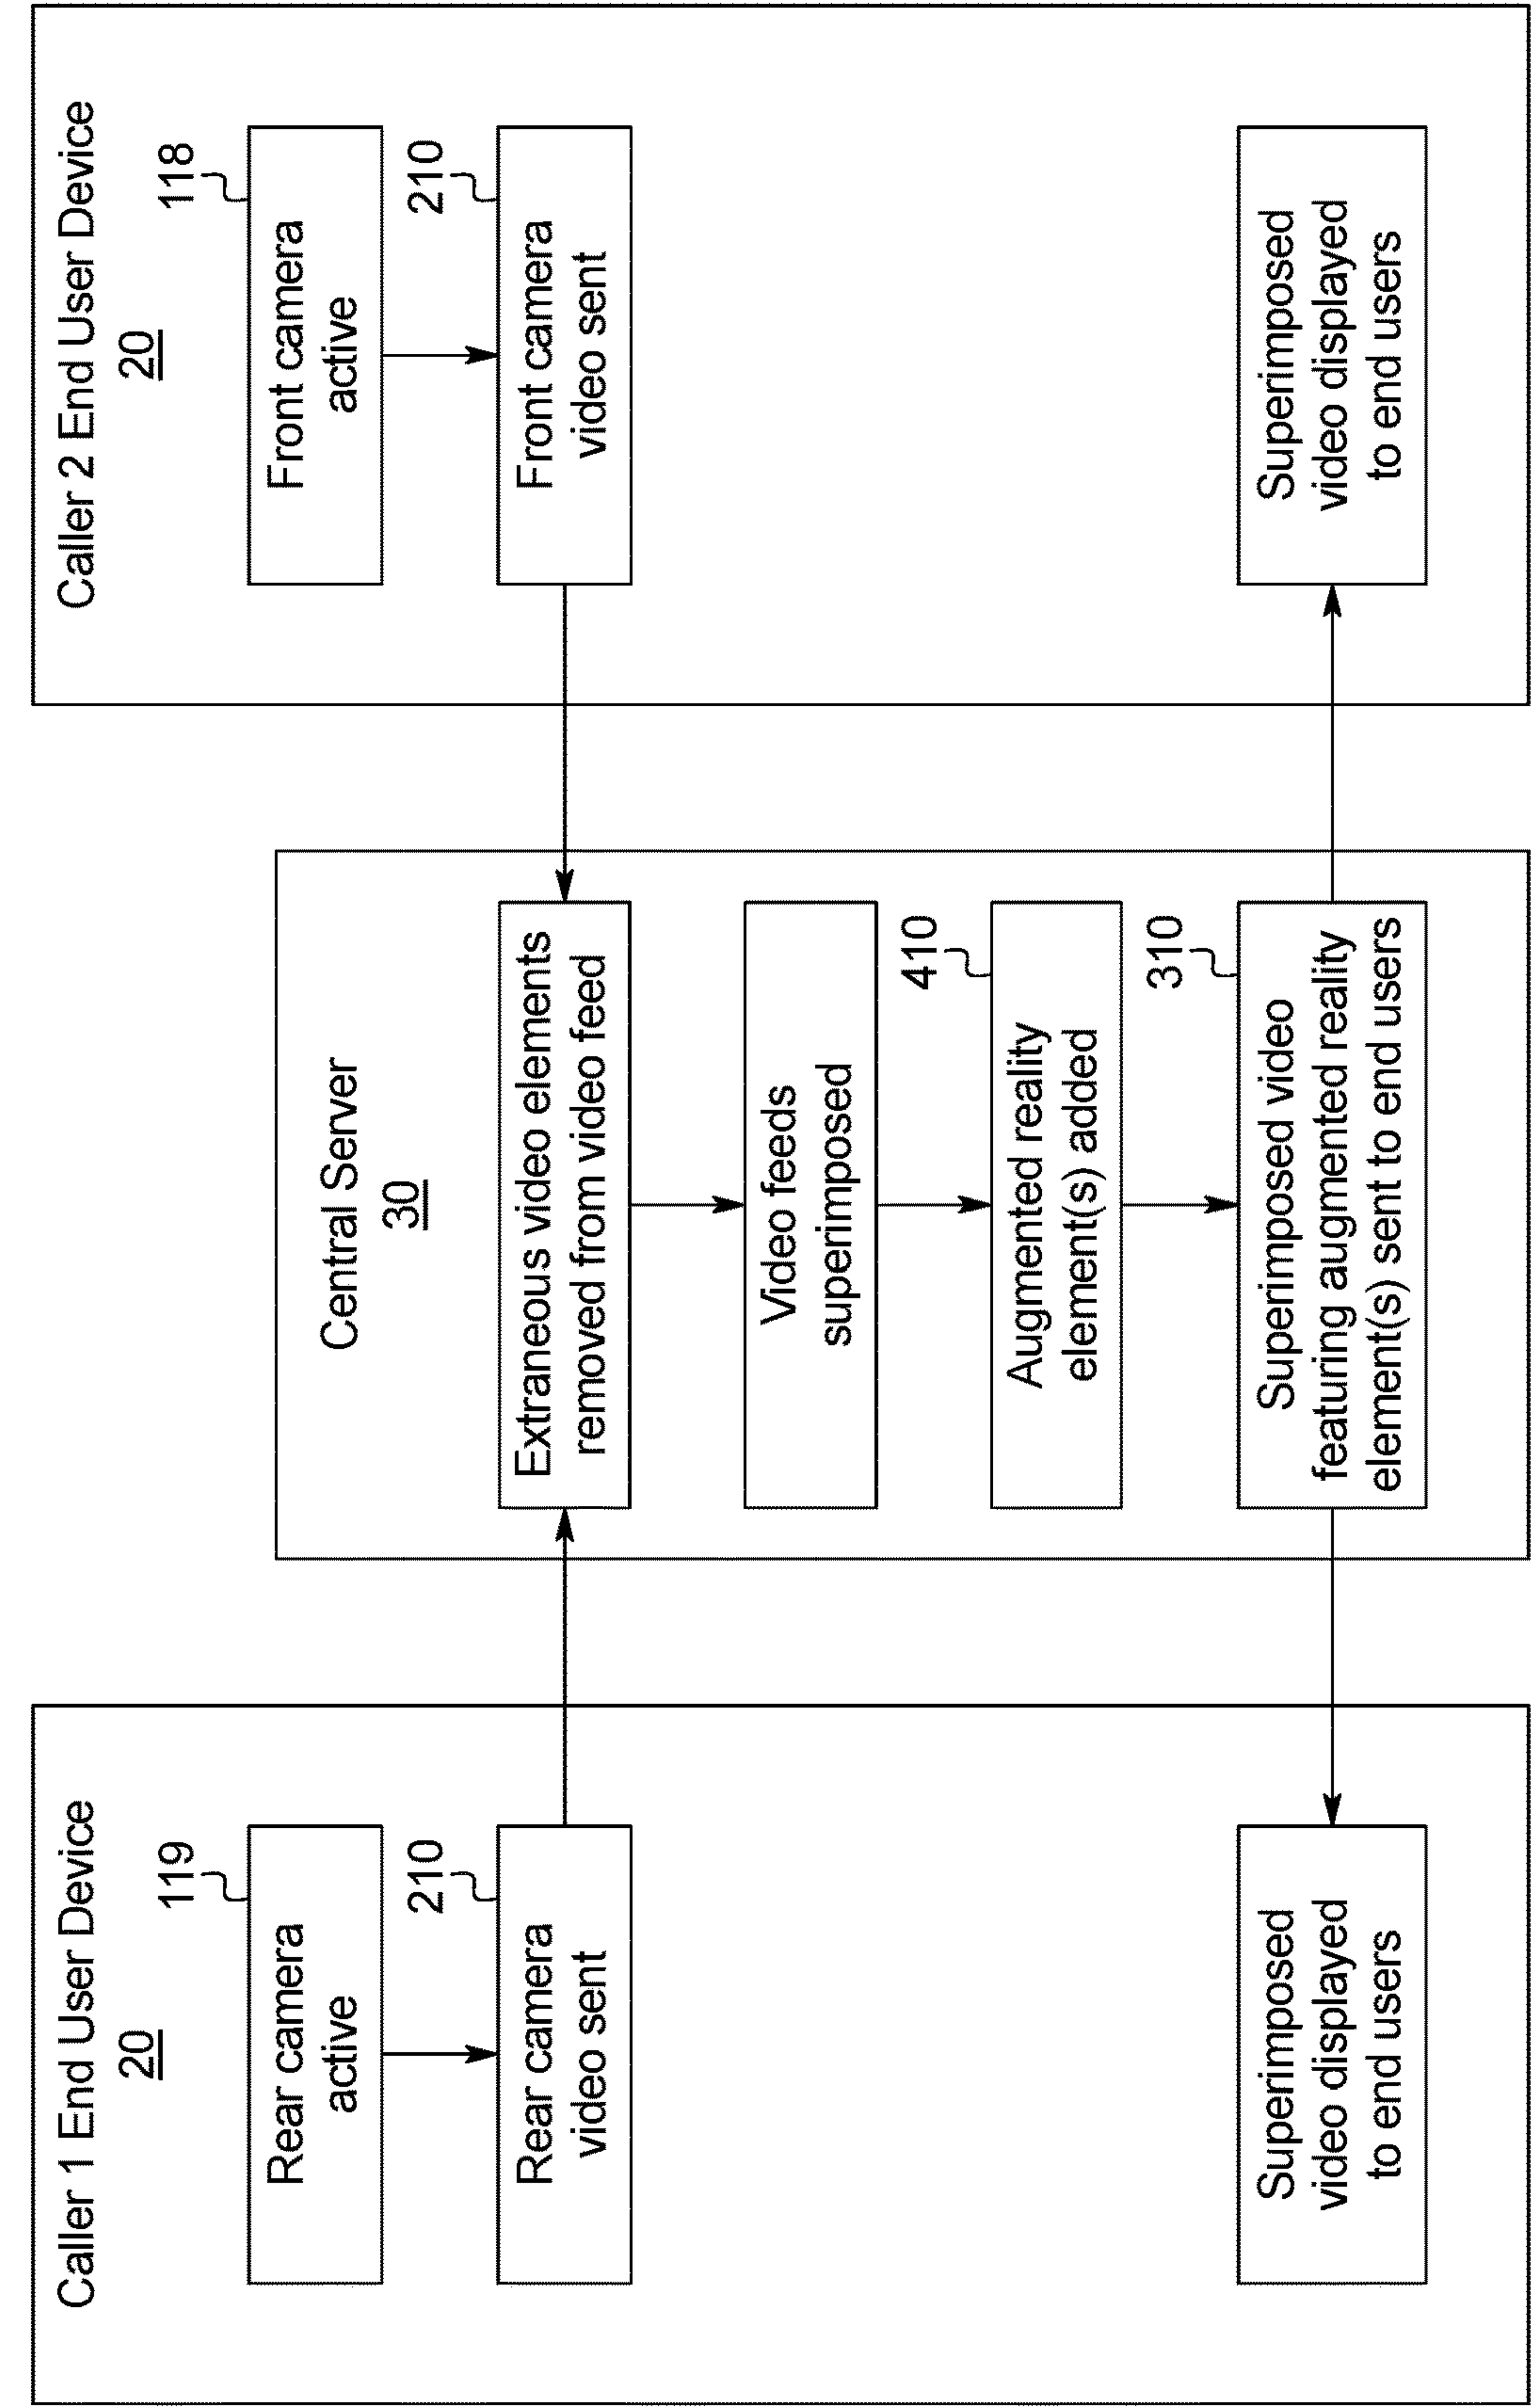 Caller 1 End User Device
20
119
Rear camera
active
210
Rear camera
video sent
Superimposed
video displayed
to end users
Central Server
30
Extraneous video elements
removed from video feed
Video feeds
superimposed
410
Augmented reality
element(s) added
310
Superimposed video
featuring augmented reality
element(s) sent to end users
Caller 2 End User Device
20
118
Front camera
active
210
Front camera
video sent
Superimposed
video displayed
to end users